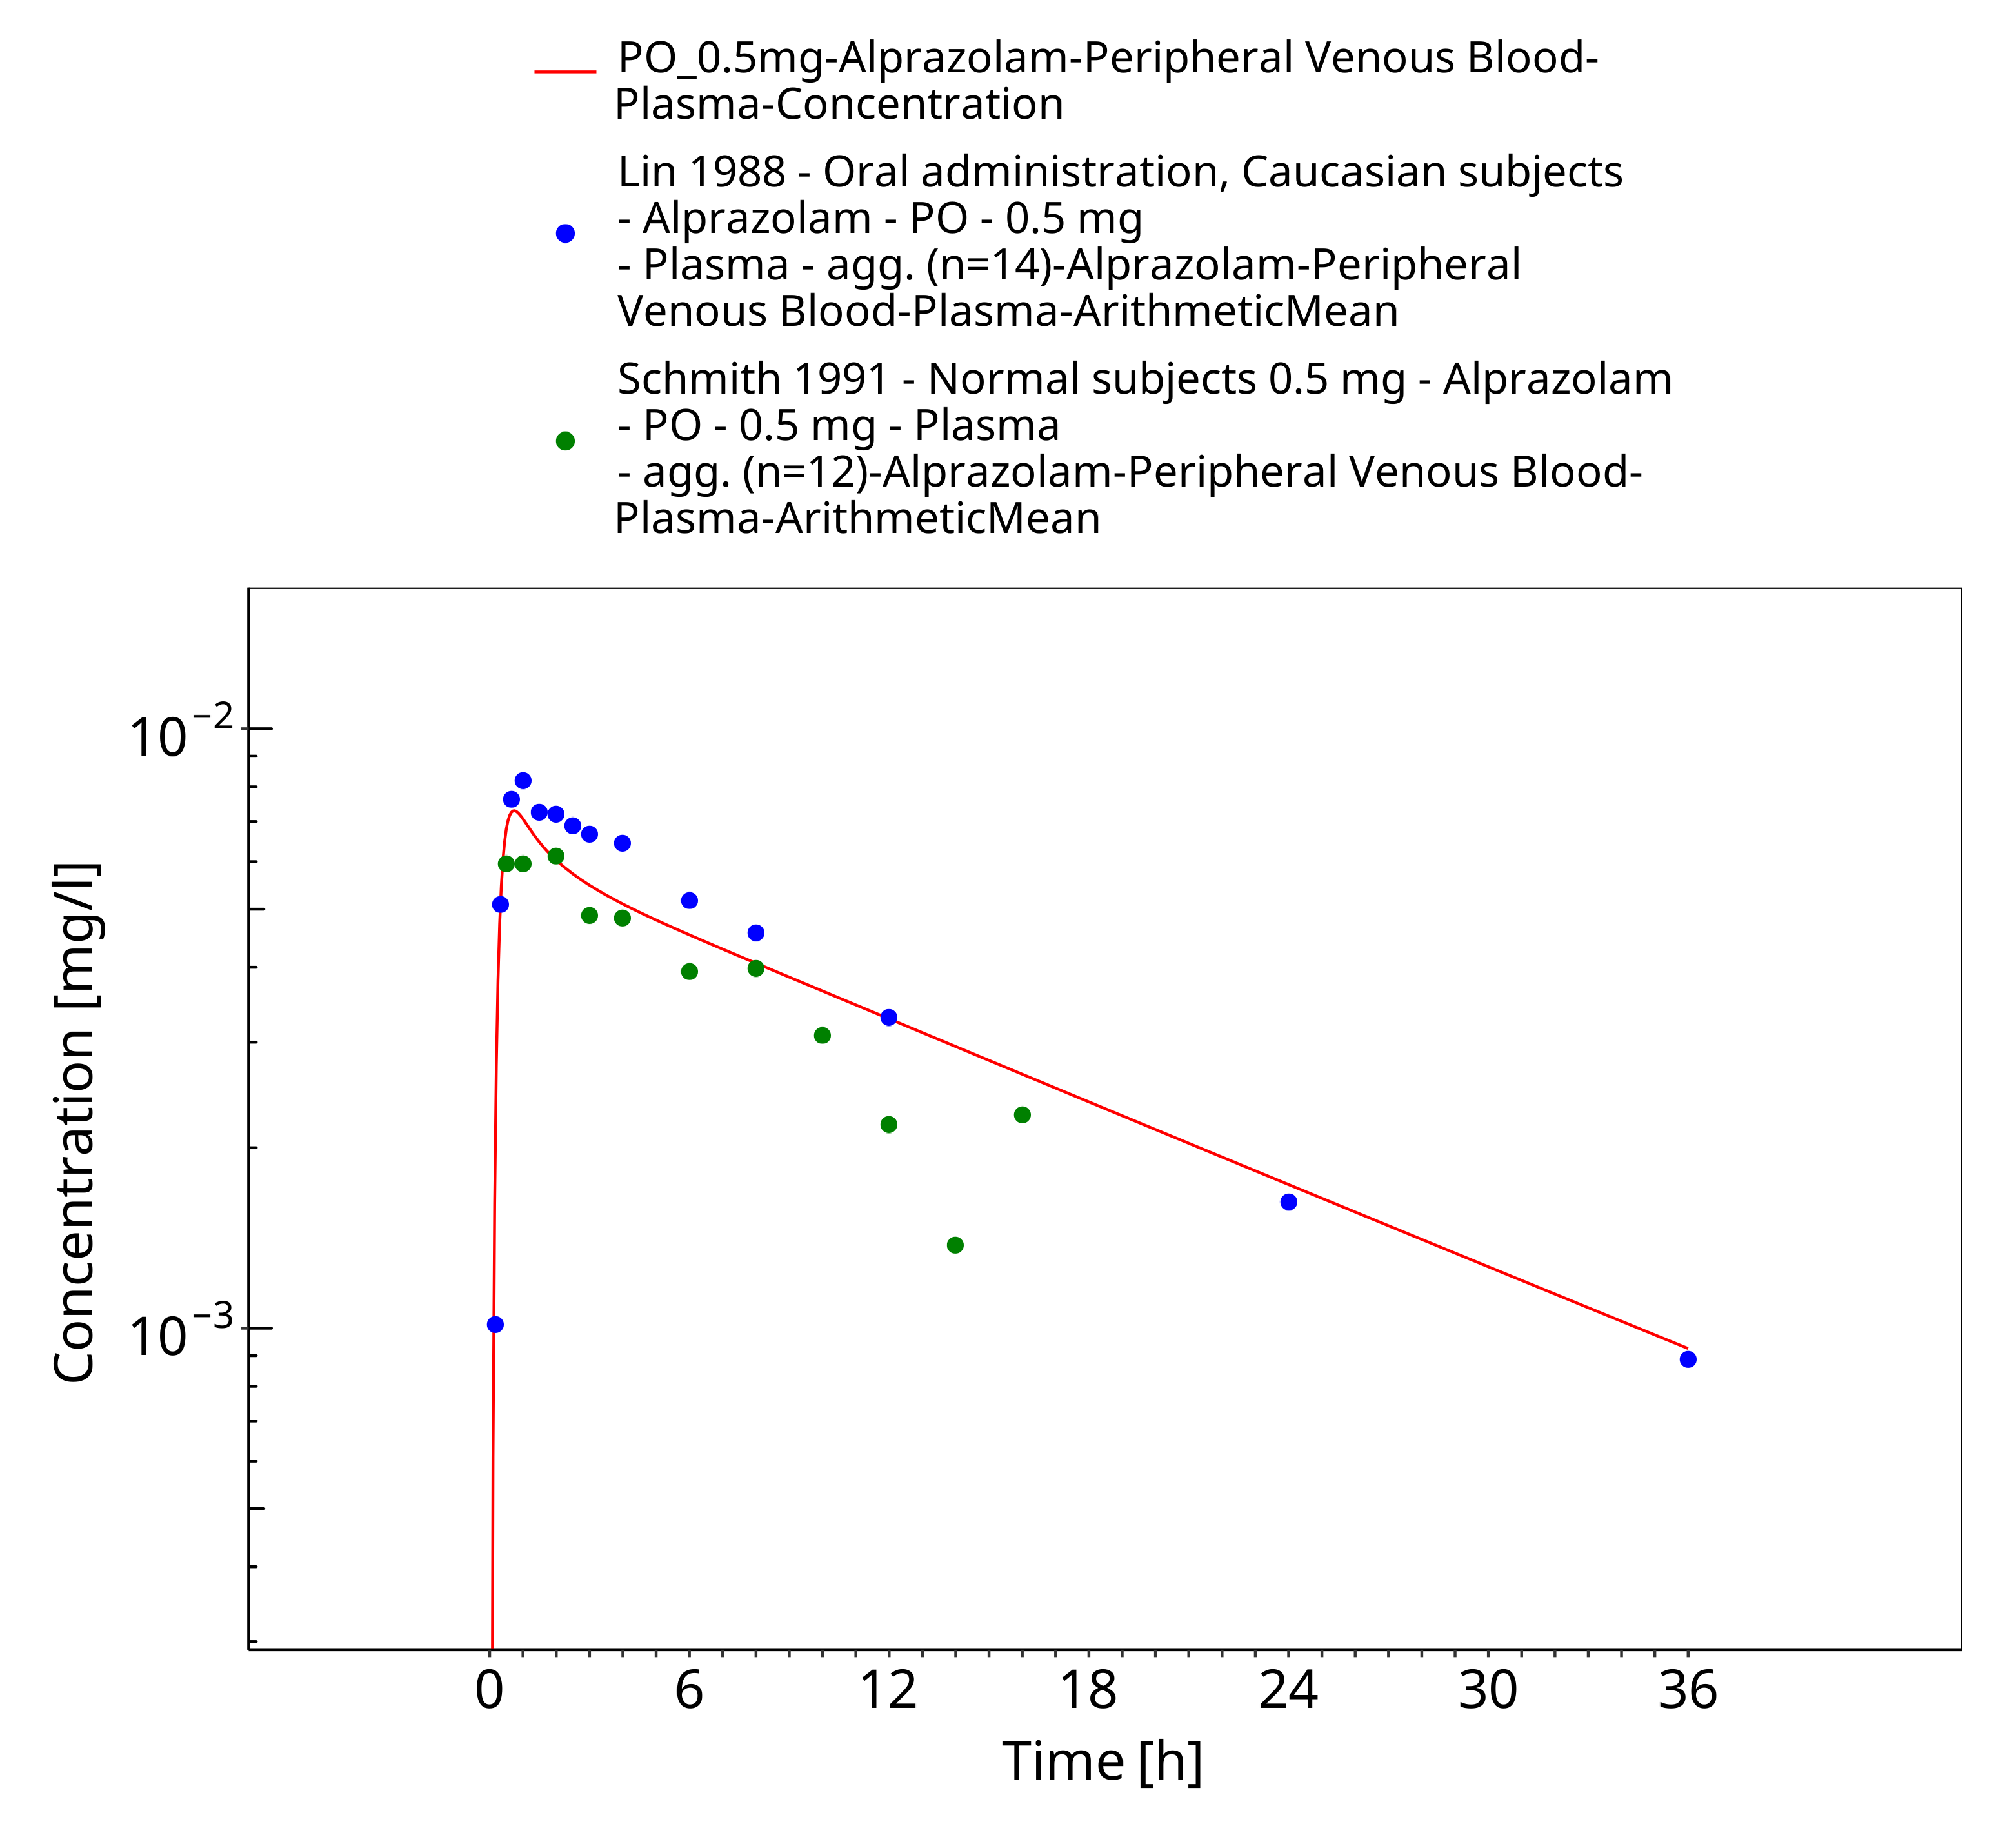 PO_0.5mg-Alprazolam-Peripheral Venous Blood-
Plasma-Concentration
Lin 1988 - Oral administration, Caucasian subjects
- Alprazolam - PO - 0.5 mg
- Plasma - agg. (n=14)-Alprazolam-Peripheral
Venous Blood-Plasma-ArithmeticMean
Schmith 1991 - Normal subjects 0.5 mg - Alprazolam
- PO - 0.5 mg - Plasma
- agg. (n=12)-Alprazolam-Peripheral Venous Blood-
Plasma-ArithmeticMean
10⁻²
10⁻³
Concentration [mg/l]
0 6 12 18 24 30 36
Time [h]